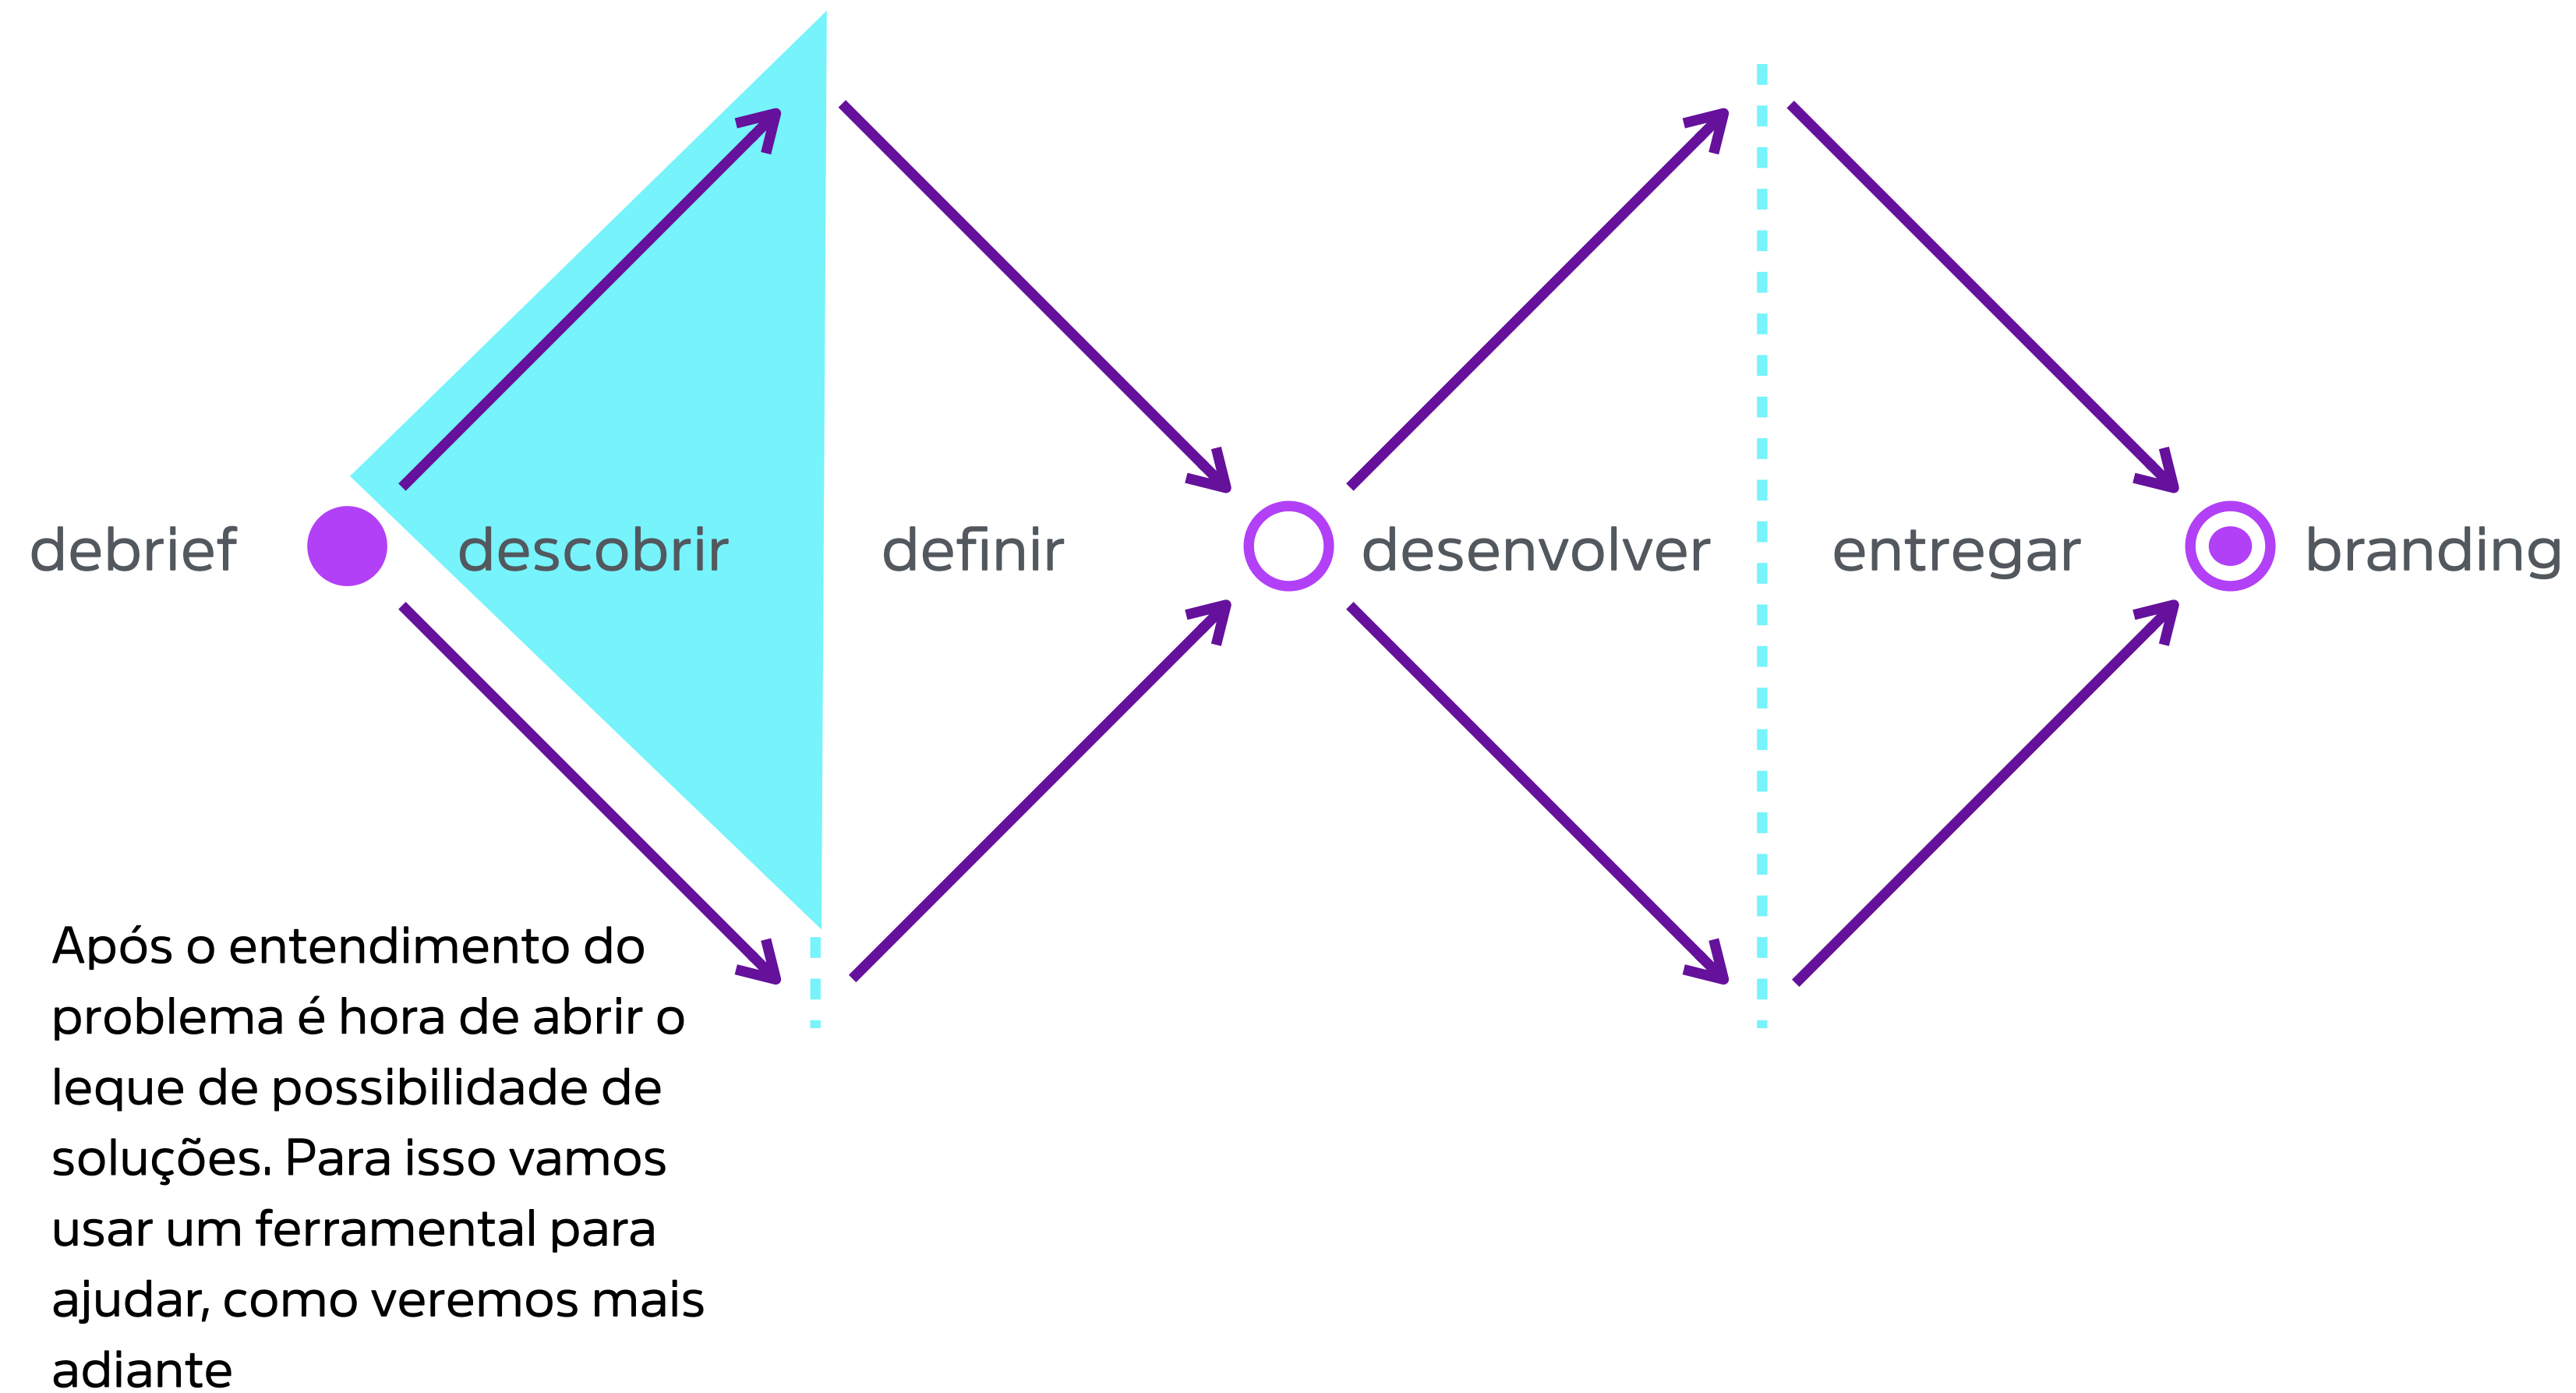 debrief
descobrir
definir
desenvolver
entregar
branding
Após o entendimento do
problema é hora de abrir o
leque de possibilidade de
soluções. Para isso vamos
usar um ferramental para
ajudar, como veremos mais
adiante